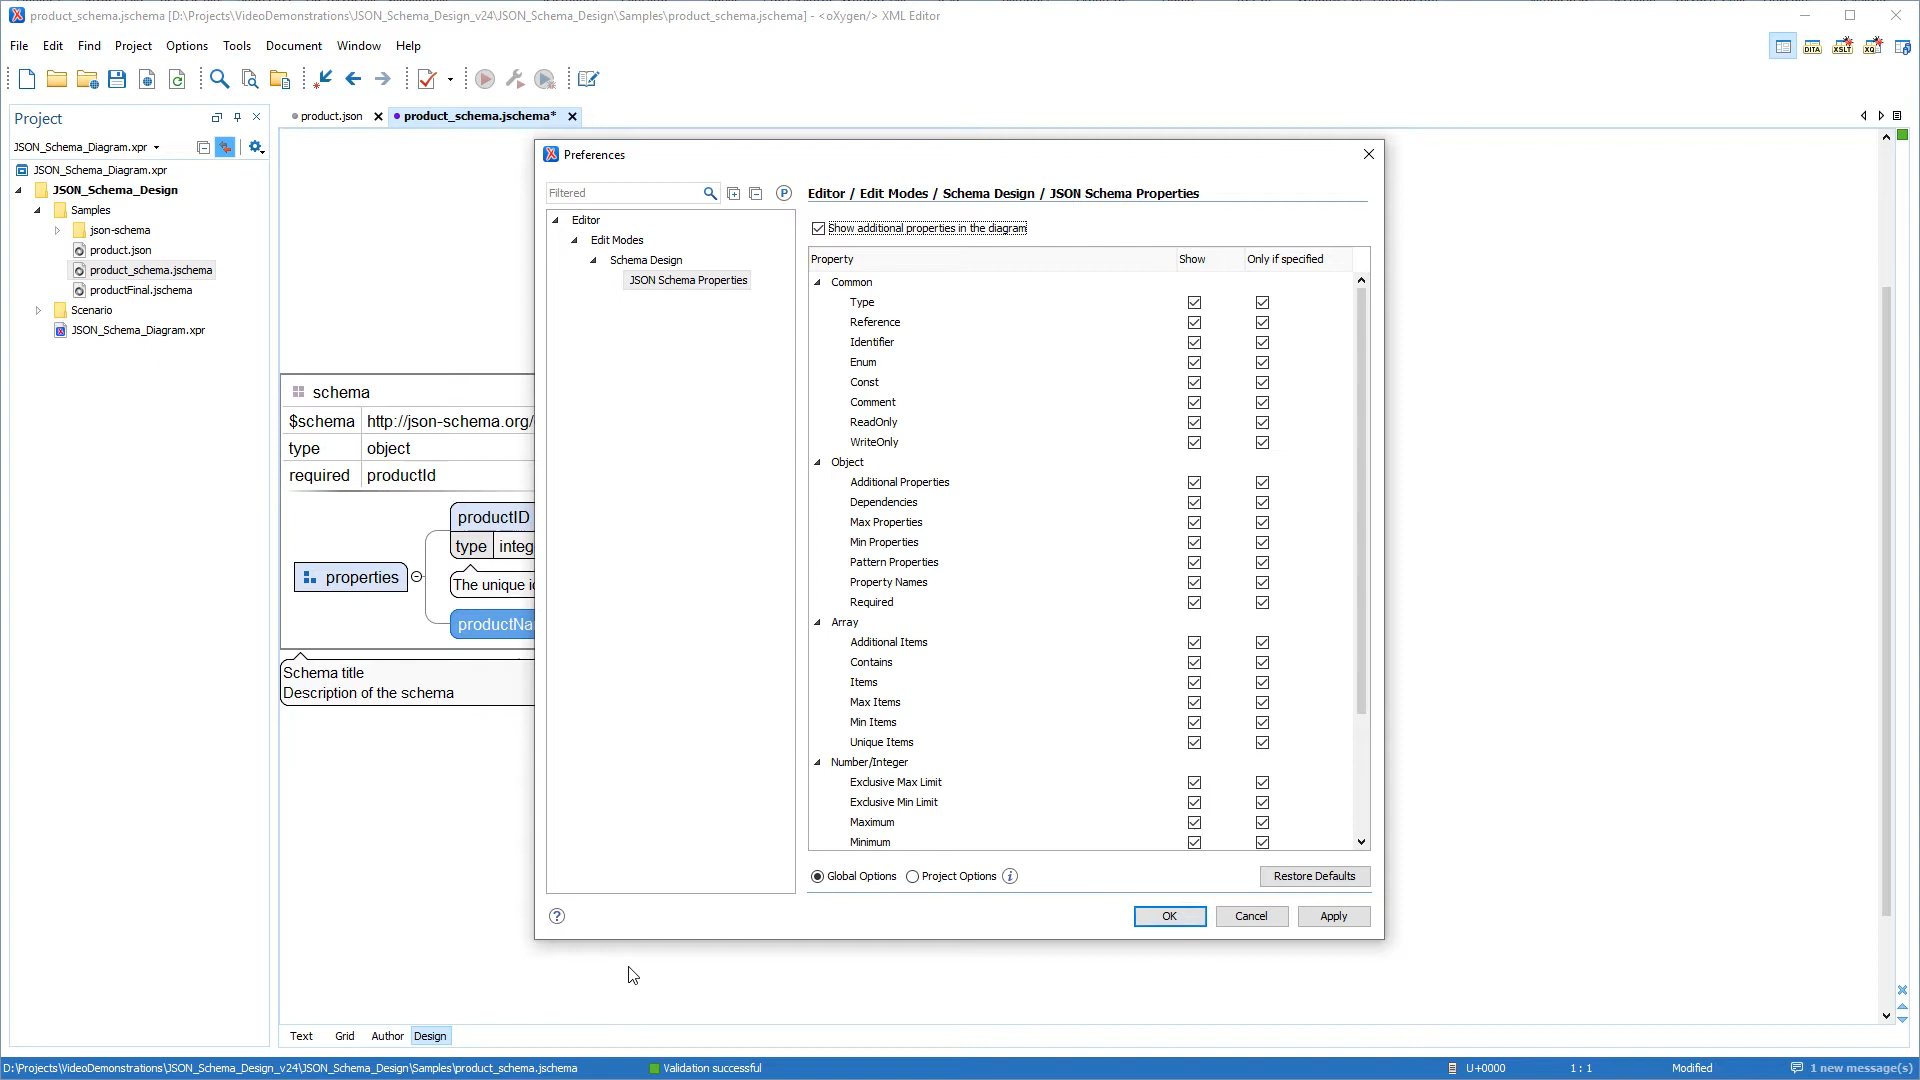 product_schema.jschema [D:\Projects\VideoDemonstrations\JSON_Schema_Design_v24\JSON_Schema_Design\Samples\product_schema.jschema] - <oXygen/> XML Editor
File Edit Find Project Options Tools Document Window Help
Project
product.json
product_schema.jschema*
JSON_Schema_Diagram.xpr
JSON_Schema_Diagram.xpr
JSON_Schema_Design
Samples
json-schema
product.json
product_schema.jschema
productFinal.jschema
Scenario
JSON_Schema_Diagram.xpr
schema
$schema http://json-schema.org/
type object
required productId
productID
type integ
properties
The unique i
productNa
Schema title
Description of the schema
Preferences
Filtered
Editor
Edit Modes
Schema Design
JSON Schema Properties
Editor / Edit Modes / Schema Design / JSON Schema Properties
Show additional properties in the diagram
Property Show Only if specified
Common
Type
Reference
Identifier
Enum
Const
Comment
ReadOnly
WriteOnly
Object
Additional Properties
Dependencies
Max Properties
Min Properties
Pattern Properties
Property Names
Required
Array
Additional Items
Contains
Items
Max Items
Min Items
Unique Items
Number/Integer
Exclusive Max Limit
Exclusive Min Limit
Maximum
Minimum
Global Options Project Options Restore Defaults
OK Cancel Apply
Text Grid Author Design
D:\Projects\VideoDemonstrations\JSON_Schema_Design_v24\JSON_Schema_Design\Samples\product_schema.jschema Validation successful U+0000 1 : 1 Modified 1 new message(s)